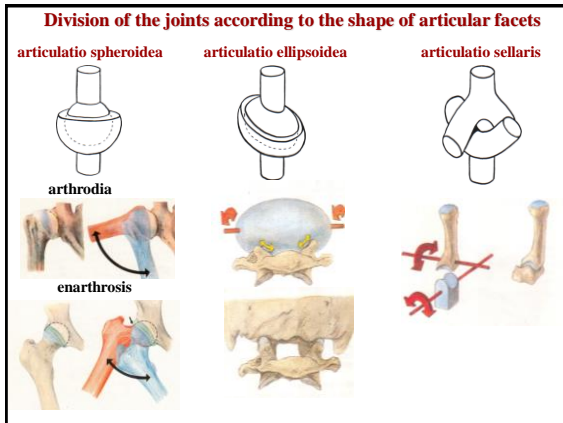 Division of the joints according to the shape of articular facets
articulatio spheroidea
articulatio ellipsoidea
articulatio sellaris
arthrodia
enarthrosis